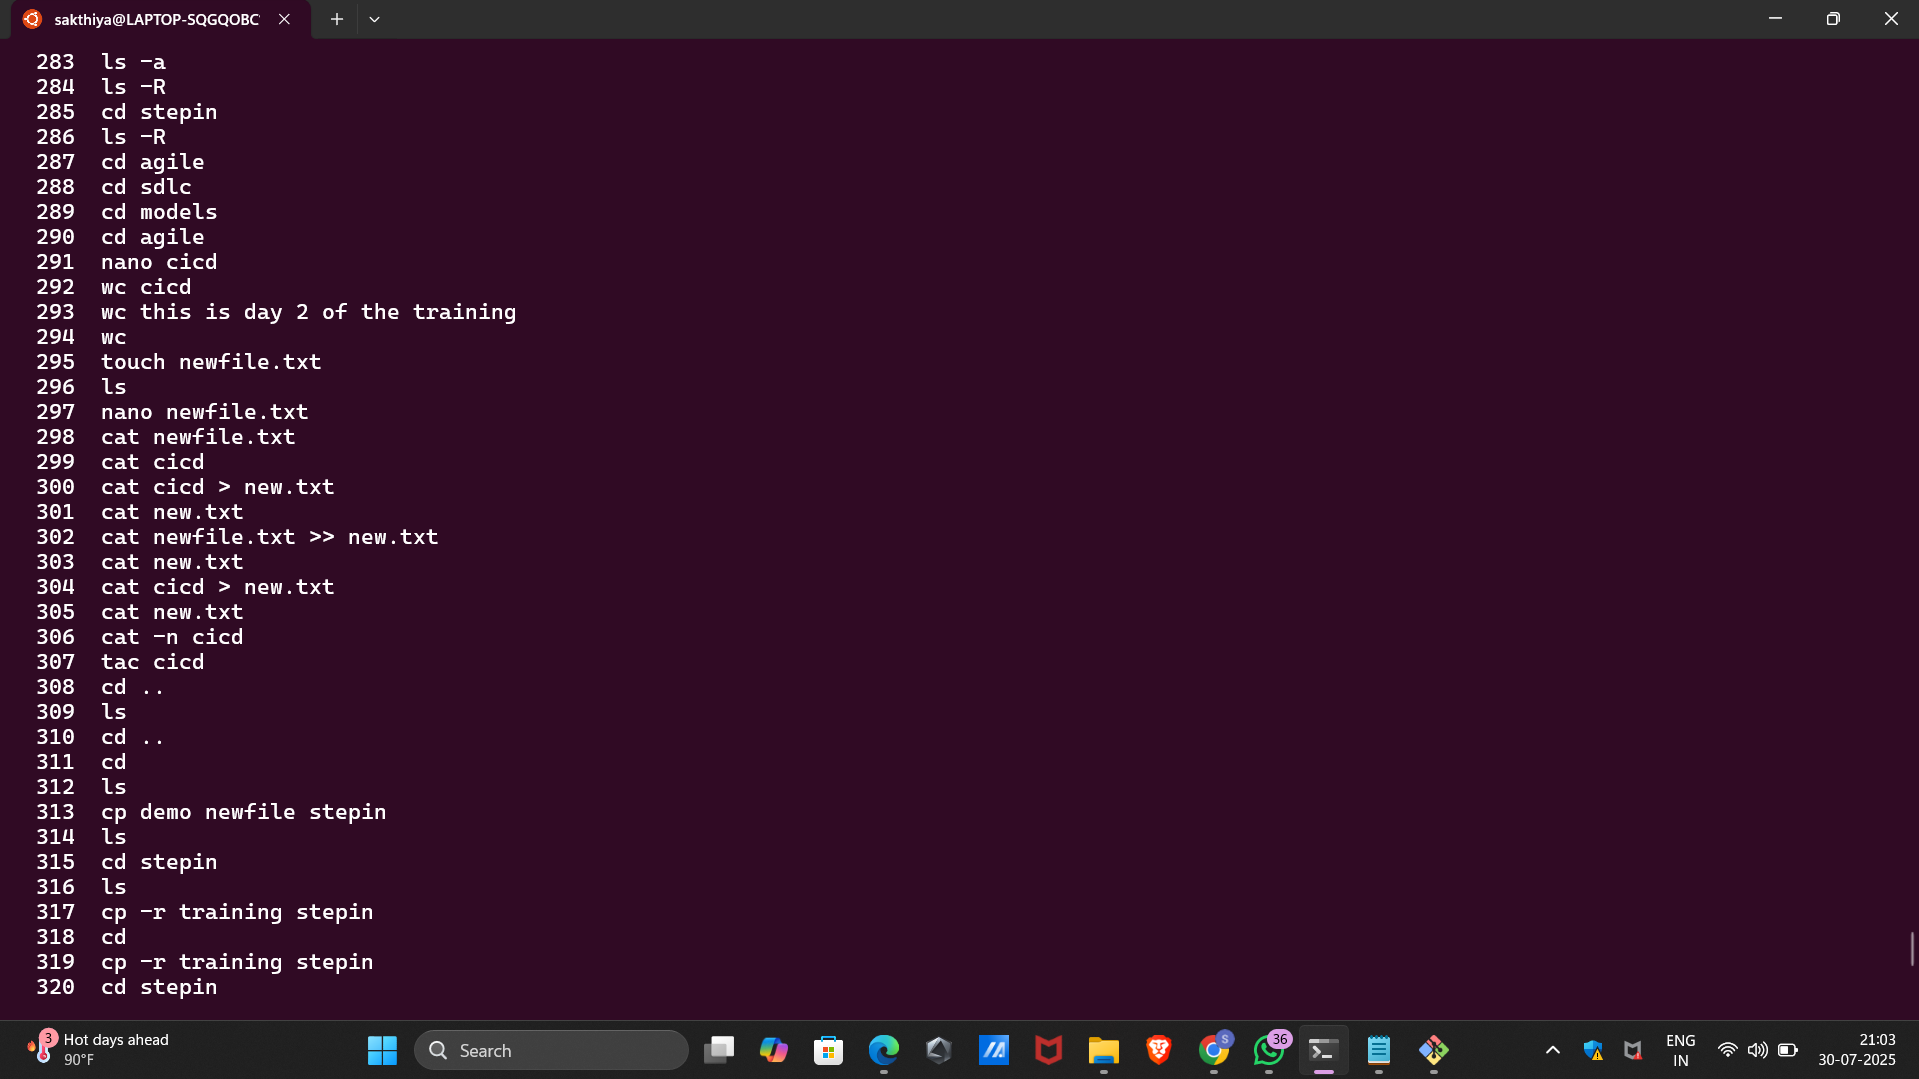 sakthiya@LAPTOP-SQGQOBC
283 ls -a
284 ls -R
285 cd stepin
286 ls -R
287 cd agile
288 cd sdlc
289 cd models
290 cd agile
291 nano cicd
292 wc cicd
293 wc this is day 2 of the training
294 wc
295 touch newfile.txt
296 ls
297 nano newfile.txt
298 cat newfile.txt
299 cat cicd
300 cat cicd > new.txt
301 cat new.txt
302 cat newfile.txt >> new.txt
303 cat new.txt
304 cat cicd > new.txt
305 cat new.txt
306 cat -n cicd
307 tac cicd
308 cd ..
309 ls
310 cd ..
311 cd
312 ls
313 cp demo newfile stepin
314 ls
315 cd stepin
316 ls
317 cp -r training stepin
318 cd
319 cp -r training stepin
320 cd stepin
3
Hot days ahead
90°F
Search
S
36
ENG
IN
21:03
30-07-2025